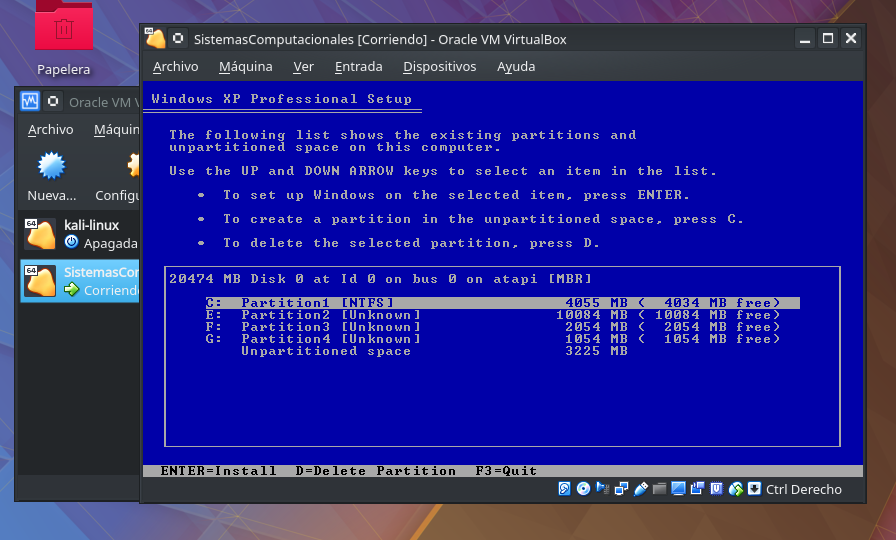 Papelera
Oracle VM V
Archivo Máquin
Nueva... Configu
64
kali-linux
Apagada
64
SistemasCon
Corriendo
64
SistemasComputacionales [Corriendo] - Oracle VM VirtualBox
Archivo Máquina Ver Entrada Dispositivos Ayuda
Windows XP Professional Setup
The following list shows the existing partitions and
unpartitioned space on this computer.
Use the UP and DOWN ARROW keys to select an item in the list.
• To set up Windows on the selected item, press ENTER.
• To create a partition in the unpartitioned space, press C.
• To delete the selected partition, press D.
20474 MB Disk 0 at Id 0 on bus 0 on atapi [MBR]
C: Partition1 [NTFS] 4055 MB ( 4034 MB free)
E: Partition2 [Unknown] 10084 MB ( 10084 MB free)
F: Partition3 [Unknown] 2054 MB ( 2054 MB free)
G: Partition4 [Unknown] 1054 MB ( 1054 MB free)
Unpartitioned space 3225 MB
ENTER=Install D=Delete Partition F3=Quit
Ctrl Derecho